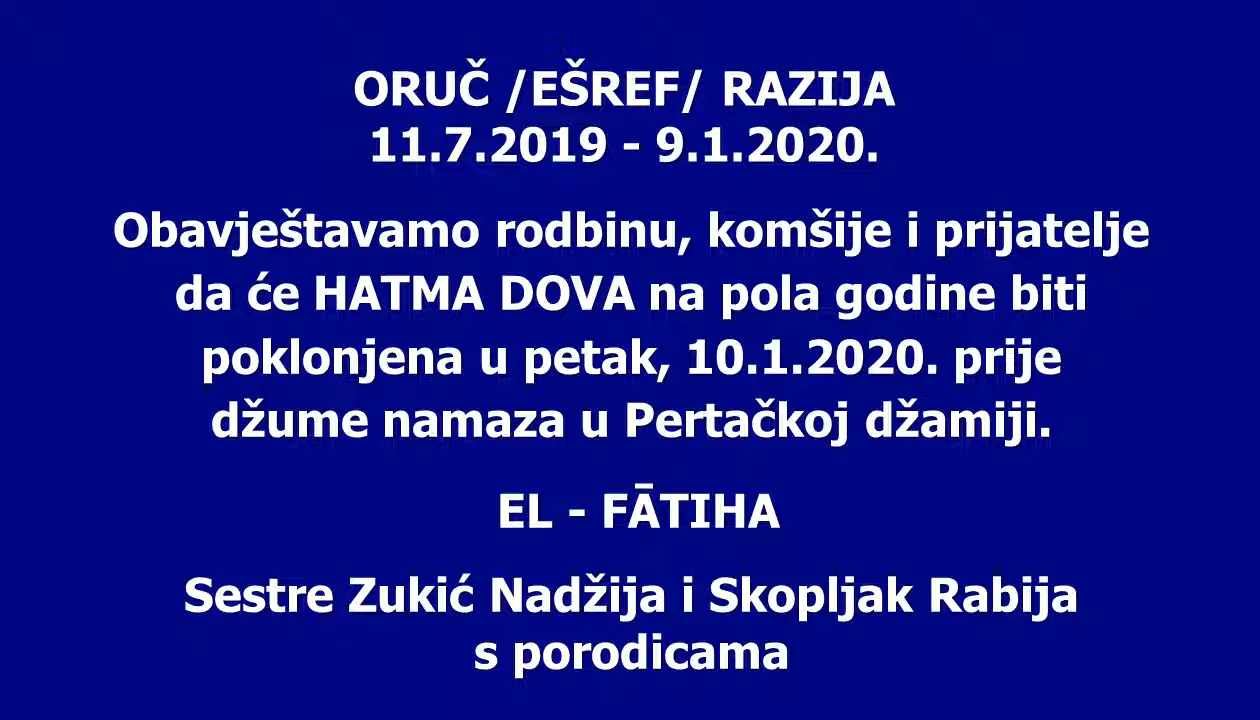 ORUČ /EŠREF/ RAZIJA
11.7.2019 - 9.1.2020.
Obavještavamo rodbinu, komšije i prijatelje
da će HATMA DOVA na pola godine biti
poklonjena u petak, 10.1.2020. prije
džume namaza u Pertačkoj džamiji.
EL - FĀTIHA
Sestre Zukić Nadžija i Skopljak Rabija
s porodicama